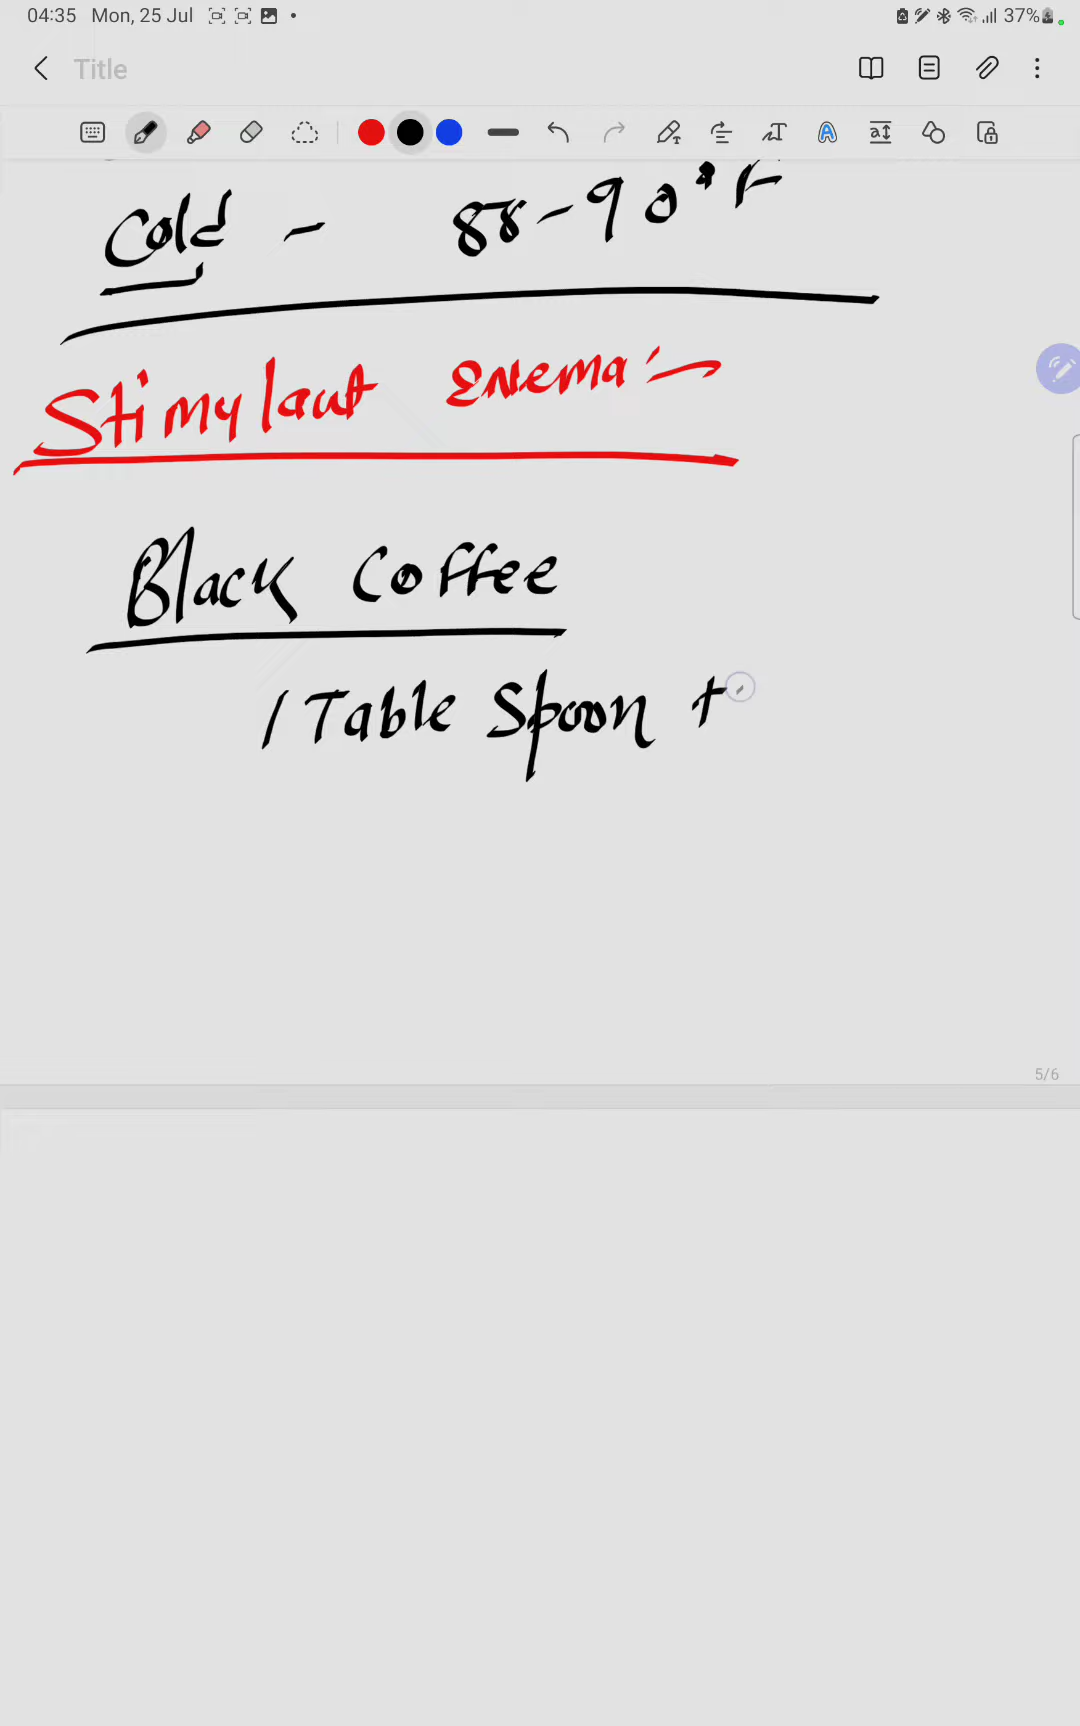 04:35 Mon, 25 Jul 37%
Title
Cold - 88-90°F
Stimulant Enema:-
Black Coffee
1 Table Spoon +
5/6